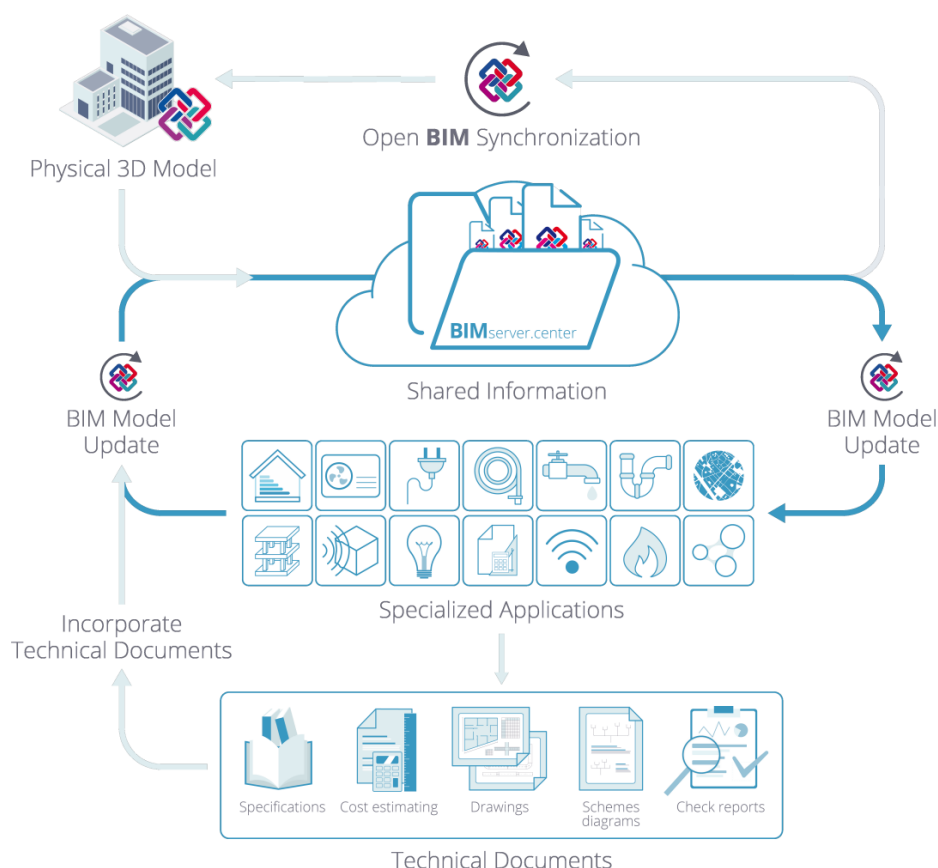 Open BIM Synchronization
Physical 3D Model
BIMserver.center
Shared Information
BIM Model
Update
BIM Model
Update
Specialized Applications
Incorporate
Technical Documents
Specifications
Cost estimating
Drawings
Schemes
diagrams
Check reports
Technical Documents